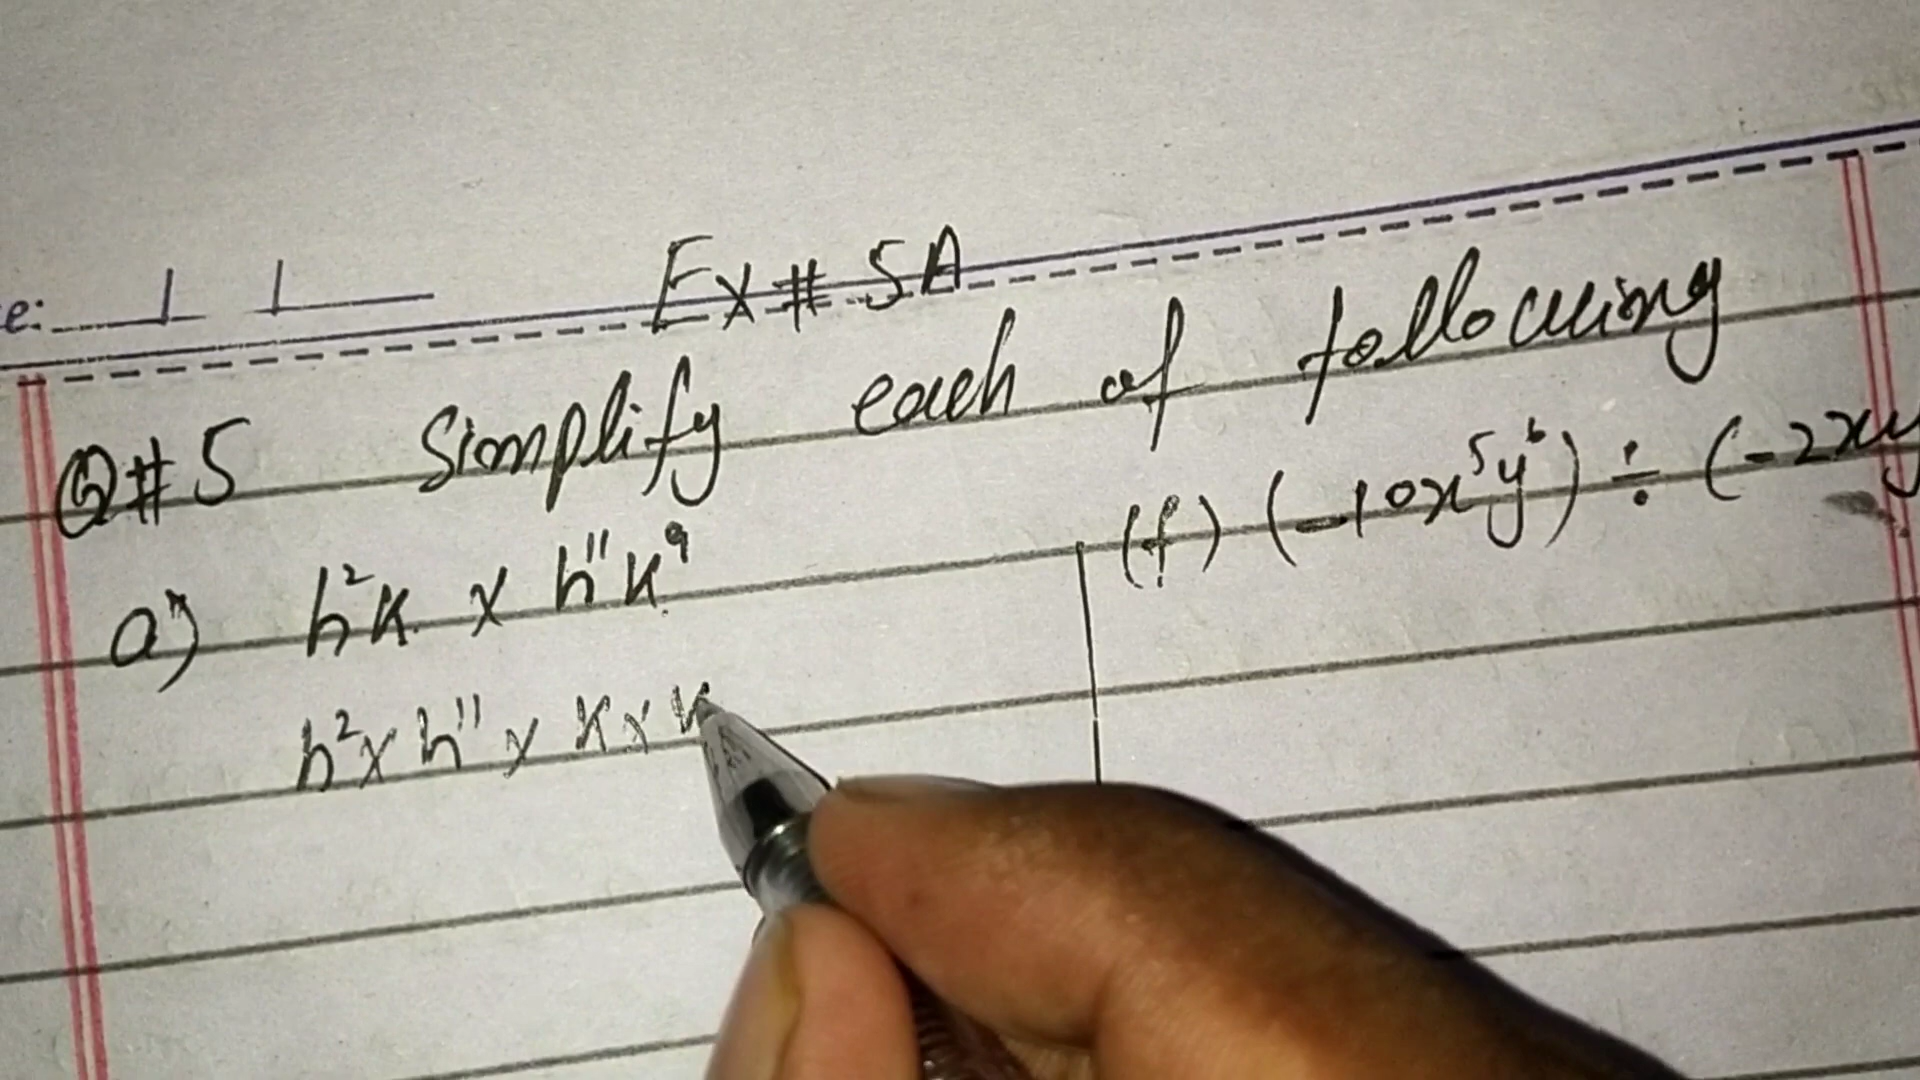 Ex # 5A
e:
Q#5 Simplify each of following
a) h²k × h¹¹k⁹
(f) (-10x⁵y⁶) ÷ (-2xy
h² × h¹¹ × k × k